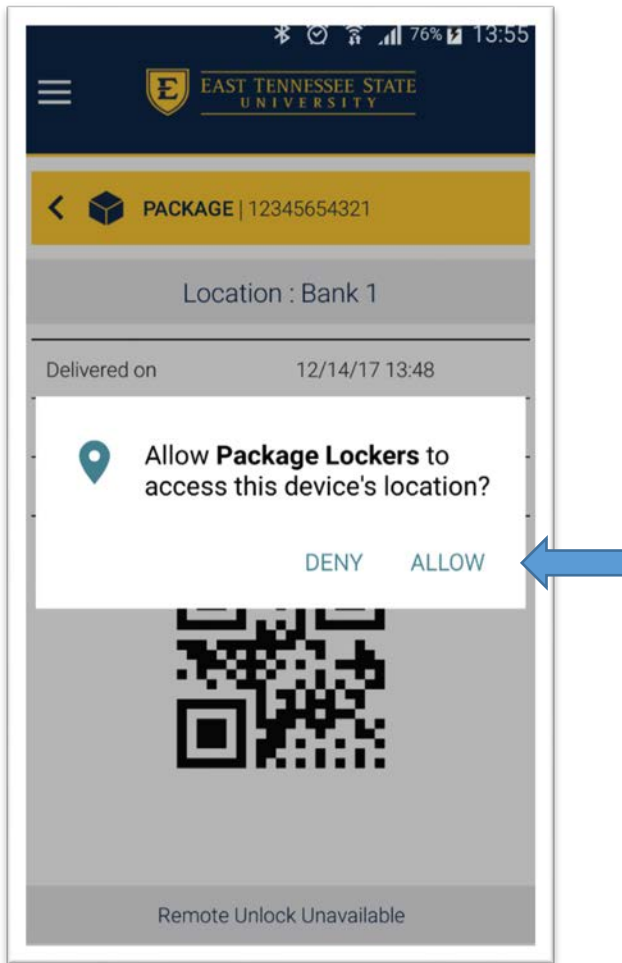 76% 13:55
E EAST TENNESSEE STATE
UNIVERSITY
PACKAGE | 12345654321
Location : Bank 1
Delivered on 12/14/17 13:48
Allow Package Lockers to
access this device's location?
DENY ALLOW
Remote Unlock Unavailable